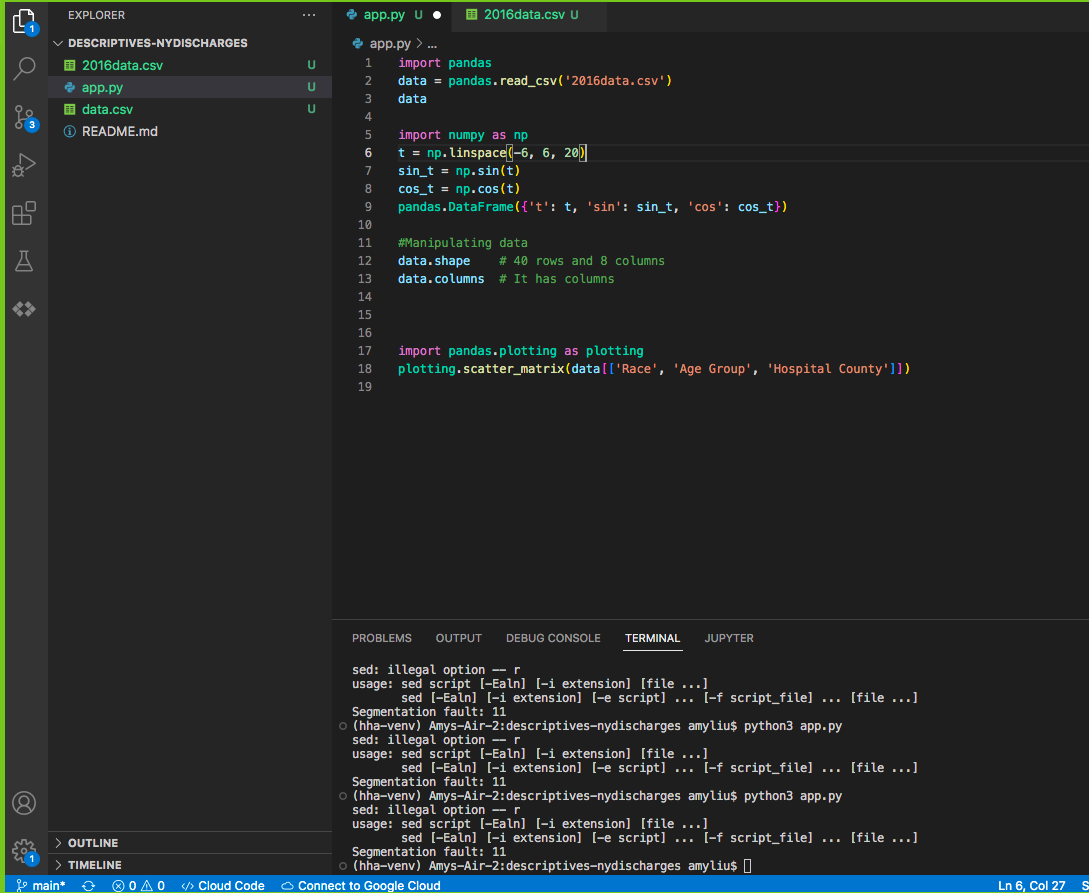 EXPLORER
···
DESCRIPTIVES-NYDISCHARGES
2016data.csv U
app.py U
data.csv U
README.md
OUTLINE
TIMELINE
1
3
1
app.py U
2016data.csv U
app.py > ...
1 import pandas
2 data = pandas.read_csv('2016data.csv')
3 data
4
5 import numpy as np
6 t = np.linspace(-6, 6, 20)
7 sin_t = np.sin(t)
8 cos_t = np.cos(t)
9 pandas.DataFrame({'t': t, 'sin': sin_t, 'cos': cos_t})
10
11 #Manipulating data
12 data.shape    # 40 rows and 8 columns
13 data.columns  # It has columns
14
15
16
17 import pandas.plotting as plotting
18 plotting.scatter_matrix(data[['Race', 'Age Group', 'Hospital County']])
19
PROBLEMS OUTPUT DEBUG CONSOLE TERMINAL JUPYTER
sed: illegal option -- r
usage: sed script [-Ealn] [-i extension] [file ...]
sed [-Ealn] [-i extension] [-e script] ... [-f script_file] ... [file ...]
Segmentation fault: 11
(hha-venv) Amys-Air-2:descriptives-nydischarges amyliu$ python3 app.py
sed: illegal option -- r
usage: sed script [-Ealn] [-i extension] [file ...]
sed [-Ealn] [-i extension] [-e script] ... [-f script_file] ... [file ...]
Segmentation fault: 11
(hha-venv) Amys-Air-2:descriptives-nydischarges amyliu$ python3 app.py
sed: illegal option -- r
usage: sed script [-Ealn] [-i extension] [file ...]
sed [-Ealn] [-i extension] [-e script] ... [-f script_file] ... [file ...]
Segmentation fault: 11
(hha-venv) Amys-Air-2:descriptives-nydischarges amyliu$
main* 0 0 Cloud Code Connect to Google Cloud Ln 6, Col 27 S